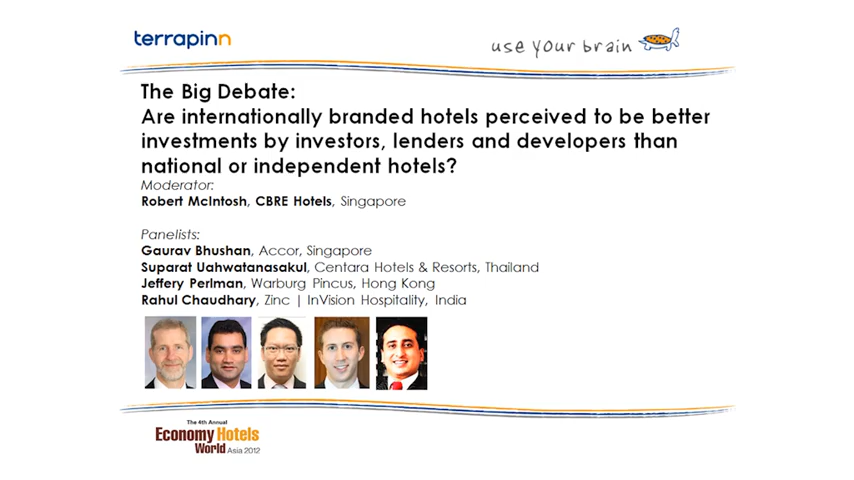 terrapinn
use your brain
The Big Debate:
Are internationally branded hotels perceived to be better
investments by investors, lenders and developers than
national or independent hotels?
Moderator:
Robert McIntosh, CBRE Hotels, Singapore
Panelists:
Gaurav Bhushan, Accor, Singapore
Suparat Uahwatanasakul, Centara Hotels & Resorts, Thailand
Jeffery Perlman, Warburg Pincus, Hong Kong
Rahul Chaudhary, Zinc | InVision Hospitality, India
The 4th Annual
Economy Hotels
World Asia 2012